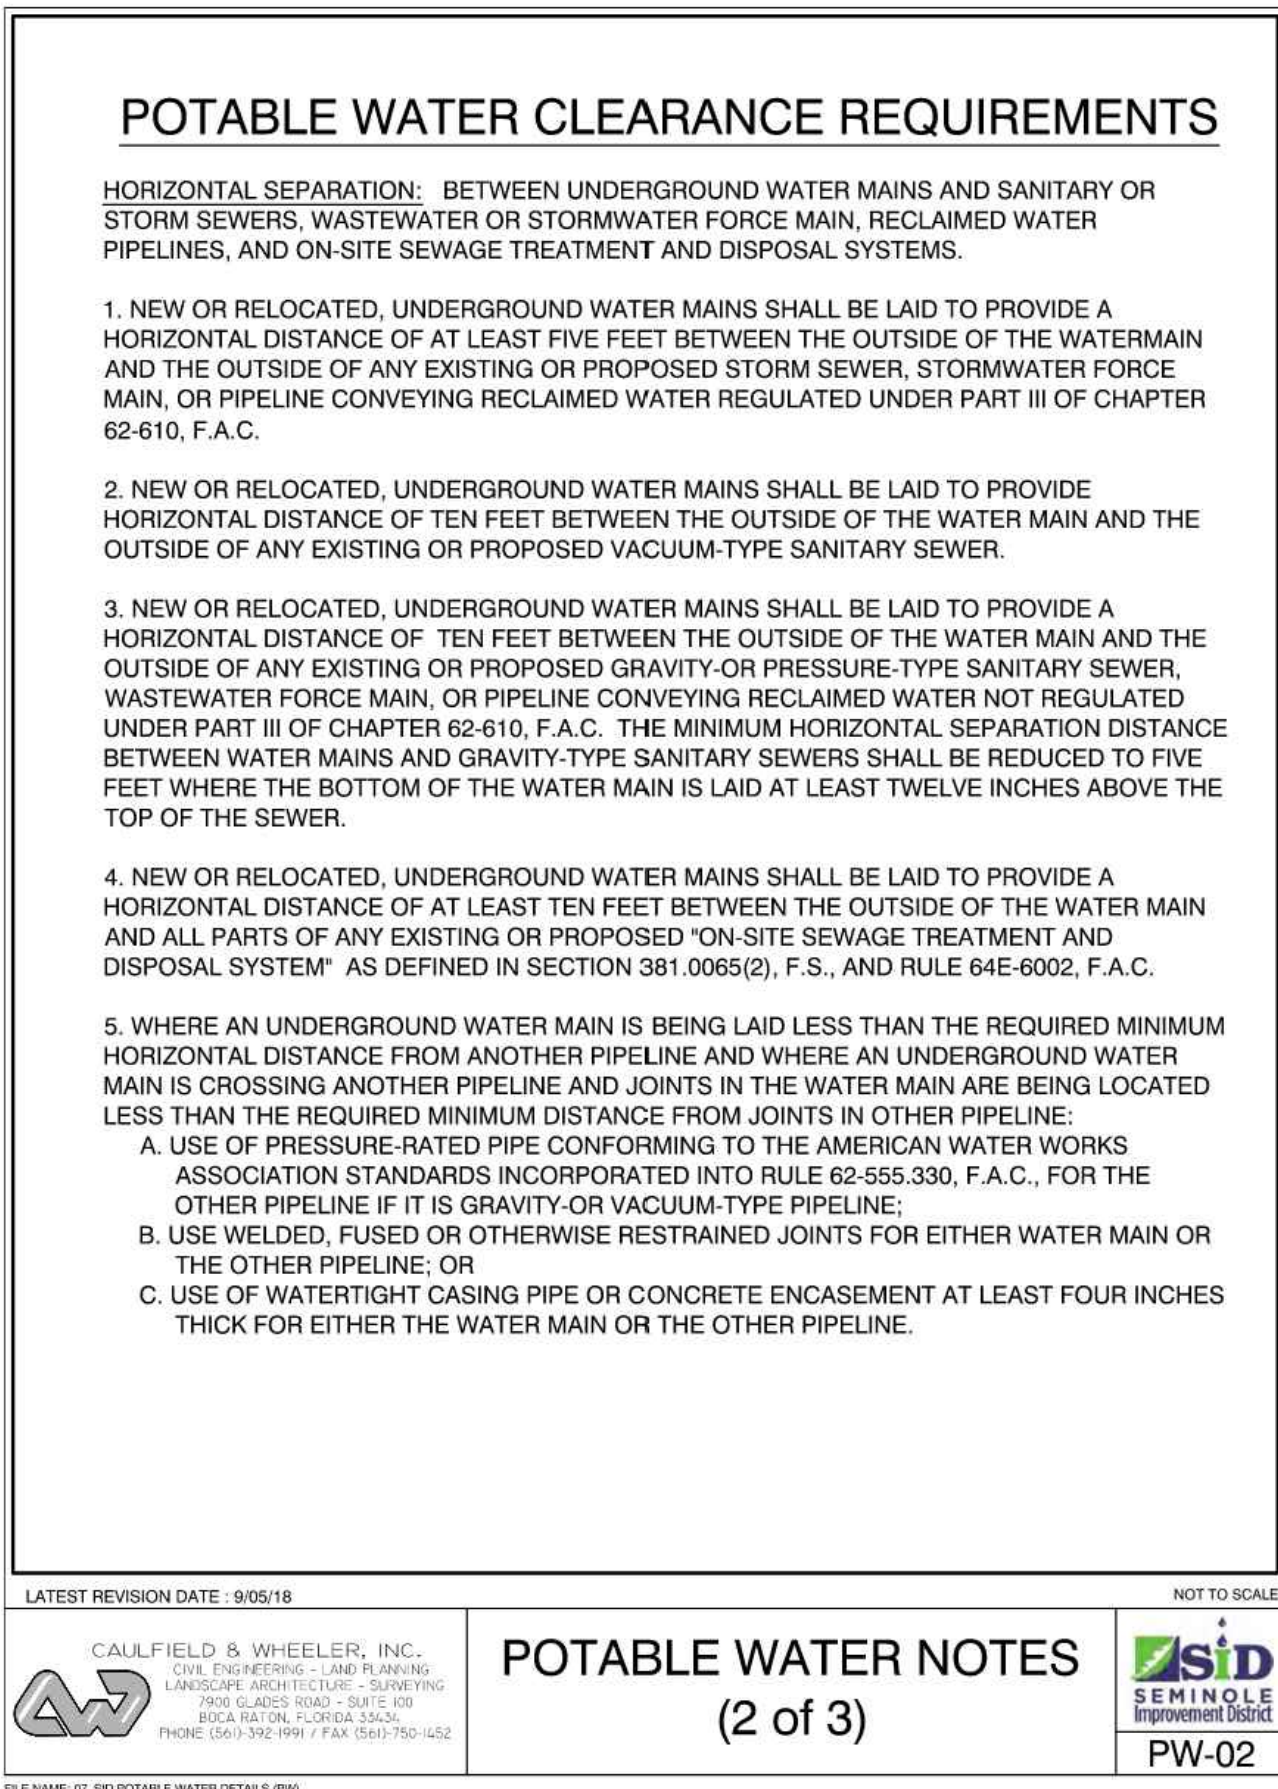 POTABLE WATER CLEARANCE REQUIREMENTS
HORIZONTAL SEPARATION: BETWEEN UNDERGROUND WATER MAINS AND SANITARY OR
STORM SEWERS, WASTEWATER OR STORMWATER FORCE MAIN, RECLAIMED WATER
PIPELINES, AND ON-SITE SEWAGE TREATMENT AND DISPOSAL SYSTEMS.
1. NEW OR RELOCATED, UNDERGROUND WATER MAINS SHALL BE LAID TO PROVIDE A
HORIZONTAL DISTANCE OF AT LEAST FIVE FEET BETWEEN THE OUTSIDE OF THE WATERMAIN
AND THE OUTSIDE OF ANY EXISTING OR PROPOSED STORM SEWER, STORMWATER FORCE
MAIN, OR PIPELINE CONVEYING RECLAIMED WATER REGULATED UNDER PART III OF CHAPTER
62-610, F.A.C.
2. NEW OR RELOCATED, UNDERGROUND WATER MAINS SHALL BE LAID TO PROVIDE
HORIZONTAL DISTANCE OF TEN FEET BETWEEN THE OUTSIDE OF THE WATER MAIN AND THE
OUTSIDE OF ANY EXISTING OR PROPOSED VACUUM-TYPE SANITARY SEWER.
3. NEW OR RELOCATED, UNDERGROUND WATER MAINS SHALL BE LAID TO PROVIDE A
HORIZONTAL DISTANCE OF TEN FEET BETWEEN THE OUTSIDE OF THE WATER MAIN AND THE
OUTSIDE OF ANY EXISTING OR PROPOSED GRAVITY-OR PRESSURE-TYPE SANITARY SEWER,
WASTEWATER FORCE MAIN, OR PIPELINE CONVEYING RECLAIMED WATER NOT REGULATED
UNDER PART III OF CHAPTER 62-610, F.A.C. THE MINIMUM HORIZONTAL SEPARATION DISTANCE
BETWEEN WATER MAINS AND GRAVITY-TYPE SANITARY SEWERS SHALL BE REDUCED TO FIVE
FEET WHERE THE BOTTOM OF THE WATER MAIN IS LAID AT LEAST TWELVE INCHES ABOVE THE
TOP OF THE SEWER.
4. NEW OR RELOCATED, UNDERGROUND WATER MAINS SHALL BE LAID TO PROVIDE A
HORIZONTAL DISTANCE OF AT LEAST TEN FEET BETWEEN THE OUTSIDE OF THE WATER MAIN
AND ALL PARTS OF ANY EXISTING OR PROPOSED "ON-SITE SEWAGE TREATMENT AND
DISPOSAL SYSTEM" AS DEFINED IN SECTION 381.0065(2), F.S., AND RULE 64E-6002, F.A.C.
5. WHERE AN UNDERGROUND WATER MAIN IS BEING LAID LESS THAN THE REQUIRED MINIMUM
HORIZONTAL DISTANCE FROM ANOTHER PIPELINE AND WHERE AN UNDERGROUND WATER
MAIN IS CROSSING ANOTHER PIPELINE AND JOINTS IN THE WATER MAIN ARE BEING LOCATED
LESS THAN THE REQUIRED MINIMUM DISTANCE FROM JOINTS IN OTHER PIPELINE:
A. USE OF PRESSURE-RATED PIPE CONFORMING TO THE AMERICAN WATER WORKS
ASSOCIATION STANDARDS INCORPORATED INTO RULE 62-555.330, F.A.C., FOR THE
OTHER PIPELINE IF IT IS GRAVITY-OR VACUUM-TYPE PIPELINE;
B. USE WELDED, FUSED OR OTHERWISE RESTRAINED JOINTS FOR EITHER WATER MAIN OR
THE OTHER PIPELINE; OR
C. USE OF WATERTIGHT CASING PIPE OR CONCRETE ENCASEMENT AT LEAST FOUR INCHES
THICK FOR EITHER THE WATER MAIN OR THE OTHER PIPELINE.
LATEST REVISION DATE : 9/05/18
NOT TO SCALE
CAULFIELD & WHEELER, INC.
CIVIL ENGINEERING - LAND PLANNING
LANDSCAPE ARCHITECTURE - SURVEYING
7900 GLADES ROAD - SUITE 100
BOCA RATON, FLORIDA 33434
PHONE (561)-392-1991 / FAX (561)-750-1452
POTABLE WATER NOTES
(2 of 3)
SID
SEMINOLE
Improvement District
PW-02
FILE NAME: 07_SID POTABLE WATER DETAILS (PW)